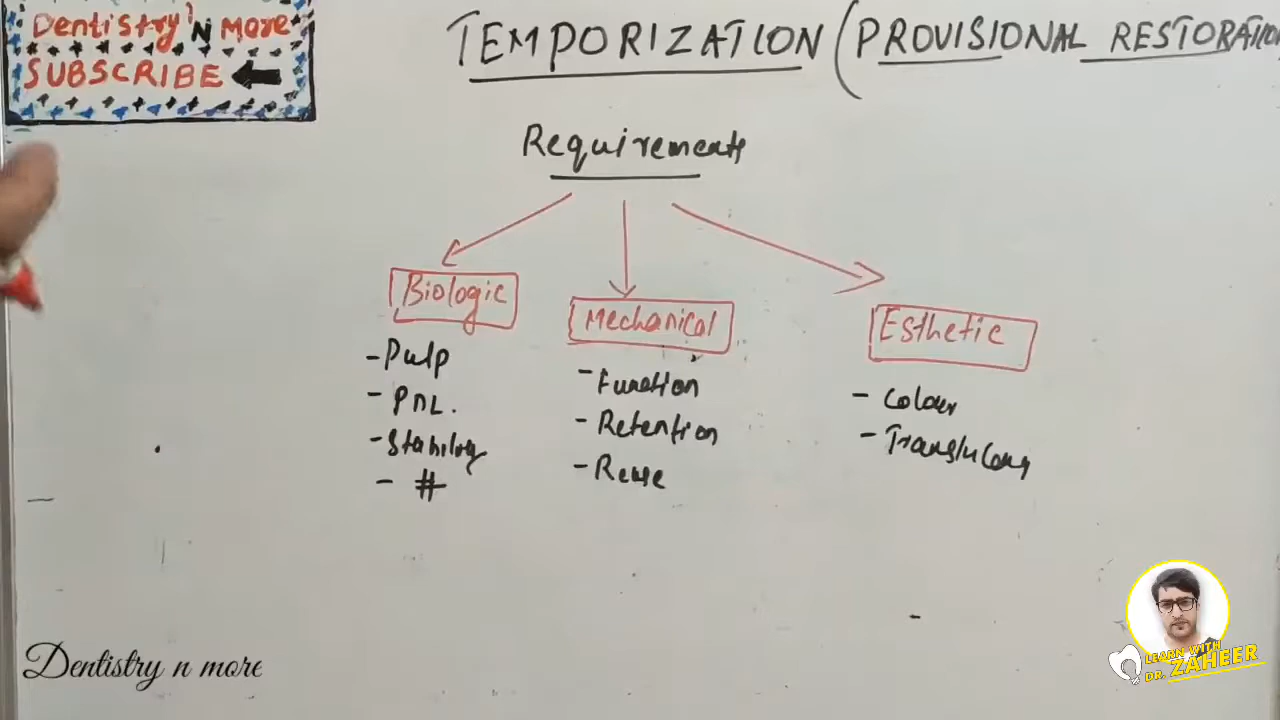 Dentistry'N More
SUBSCRIBE
TEMPORIZATION (PROVISIONAL RESTORATION
Requirements
Biologic
- Pulp
- PDL.
- Stability
- #
Mechanical
- Function
- Retention
- Reuse
Esthetic
- Colour
- Translucency
Dentistry n more
LEARN WITH
DR. ZAHEER